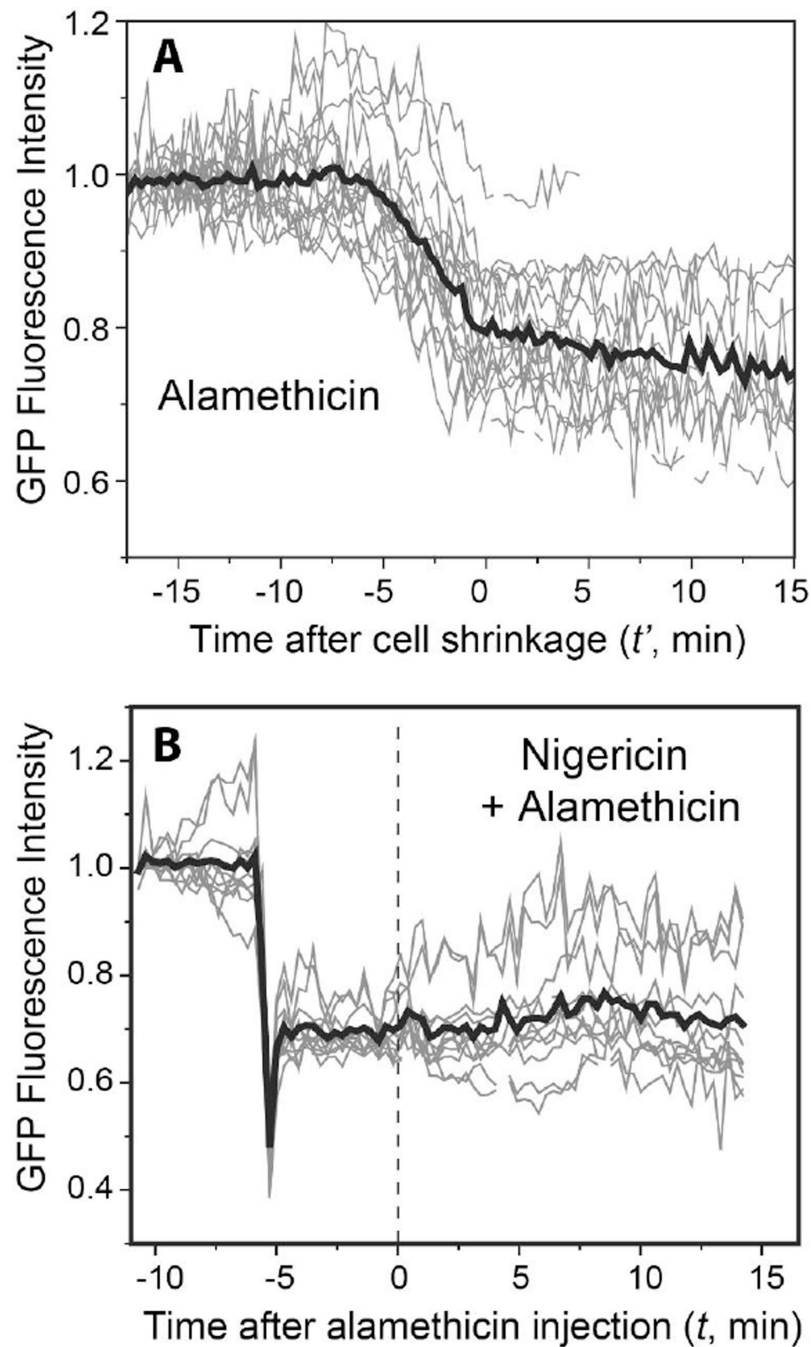 A
1.2
1.0
0.8
0.6
GFP Fluorescence Intensity
Alamethicin
-15 -10 -5 0 5 10 15
Time after cell shrinkage (t', min)
B
Nigericin
+ Alamethicin
1.2
1.0
0.8
0.6
0.4
GFP Fluorescence Intensity
-10 -5 0 5 10 15
Time after alamethicin injection (t, min)